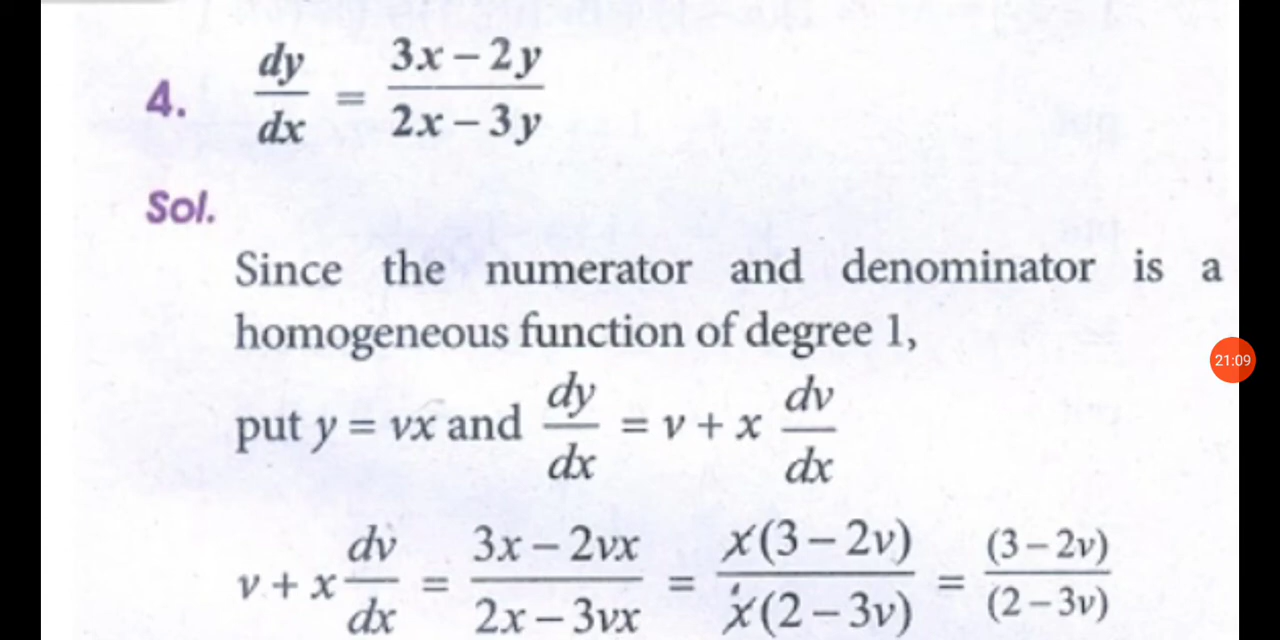 4. dy/dx = 3x – 2y / 2x – 3y
Sol.
Since the numerator and denominator is a
homogeneous function of degree 1,
21:09
put y = vx and dy/dx = v + x dv/dx
v + x dv/dx = 3x – 2vx / 2x – 3vx = x(3 – 2v) / x(2 – 3v) = (3 – 2v) / (2 – 3v)